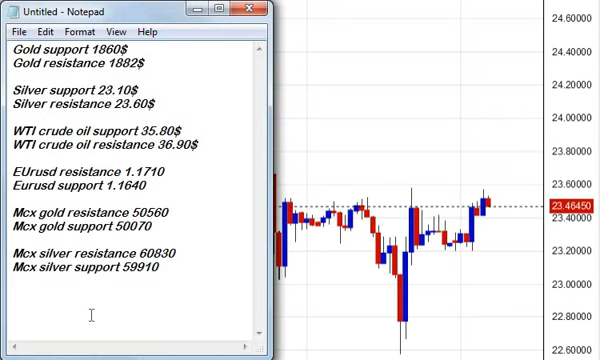 Untitled - Notepad
File Edit Format View Help
Gold support 1860$
Gold resistance 1882$
Silver support 23.10$
Silver resistance 23.60$
WTI crude oil support 35.80$
WTI crude oil resistance 36.90$
EUrusd resistance 1.1710
Eurusd support 1.1640
Mcx gold resistance 50560
Mcx gold support 50070
Mcx silver resistance 60830
Mcx silver support 59910
24.60000
24.40000
24.20000
24.00000
23.80000
23.60000
23.46450
23.40000
23.20000
23.00000
22.80000
22.60000